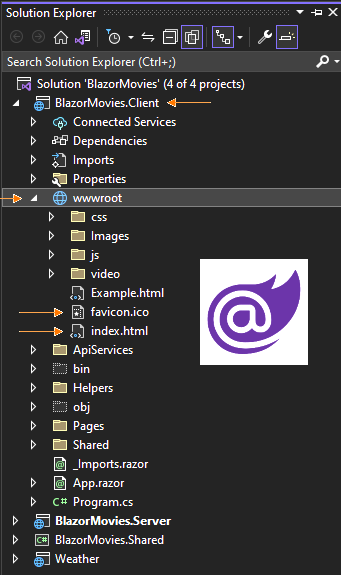 Solution Explorer
Search Solution Explorer (Ctrl+;)
Solution 'BlazorMovies' (4 of 4 projects)
BlazorMovies.Client
Connected Services
Dependencies
Imports
Properties
wwwroot
css
Images
js
video
Example.html
favicon.ico
index.html
ApiServices
bin
Helpers
obj
Pages
Shared
_Imports.razor
App.razor
C# Program.cs
BlazorMovies.Server
C# BlazorMovies.Shared
Weather